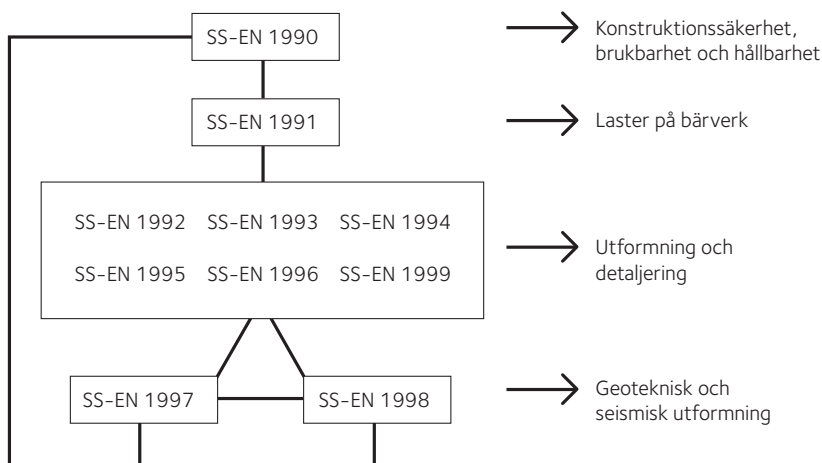 SS-EN 1990
Konstruktionssäkerhet,
brukbarhet och hållbarhet
SS-EN 1991
Laster på bärverk
SS-EN 1992 SS-EN 1993 SS-EN 1994
SS-EN 1995 SS-EN 1996 SS-EN 1999
Utformning och
detaljering
SS-EN 1997 SS-EN 1998
Geoteknisk och
seismisk utformning